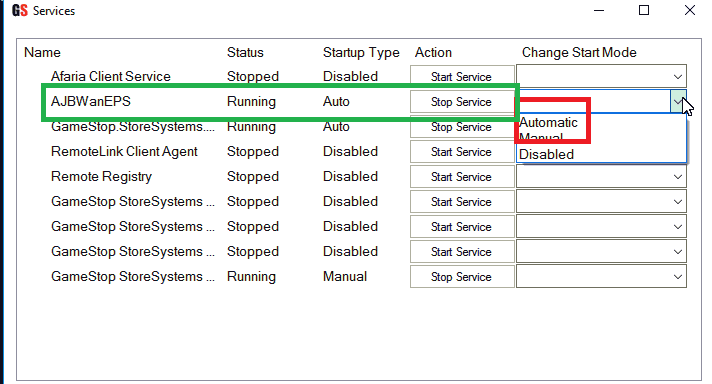 GS Services
Name Status Startup Type Action Change Start Mode
Afaria Client Service Stopped Disabled Start Service
AJBWanEPS Running Auto Stop Service
Automatic
GameStop.StoreSystems.... Running Auto Stop Service
Manual
RemoteLink Client Agent Stopped Disabled Start Service
Disabled
Remote Registry Stopped Disabled Start Service
GameStop StoreSystems ... Stopped Disabled Start Service
GameStop StoreSystems ... Stopped Disabled Start Service
GameStop StoreSystems ... Stopped Disabled Start Service
GameStop StoreSystems ... Running Manual Stop Service